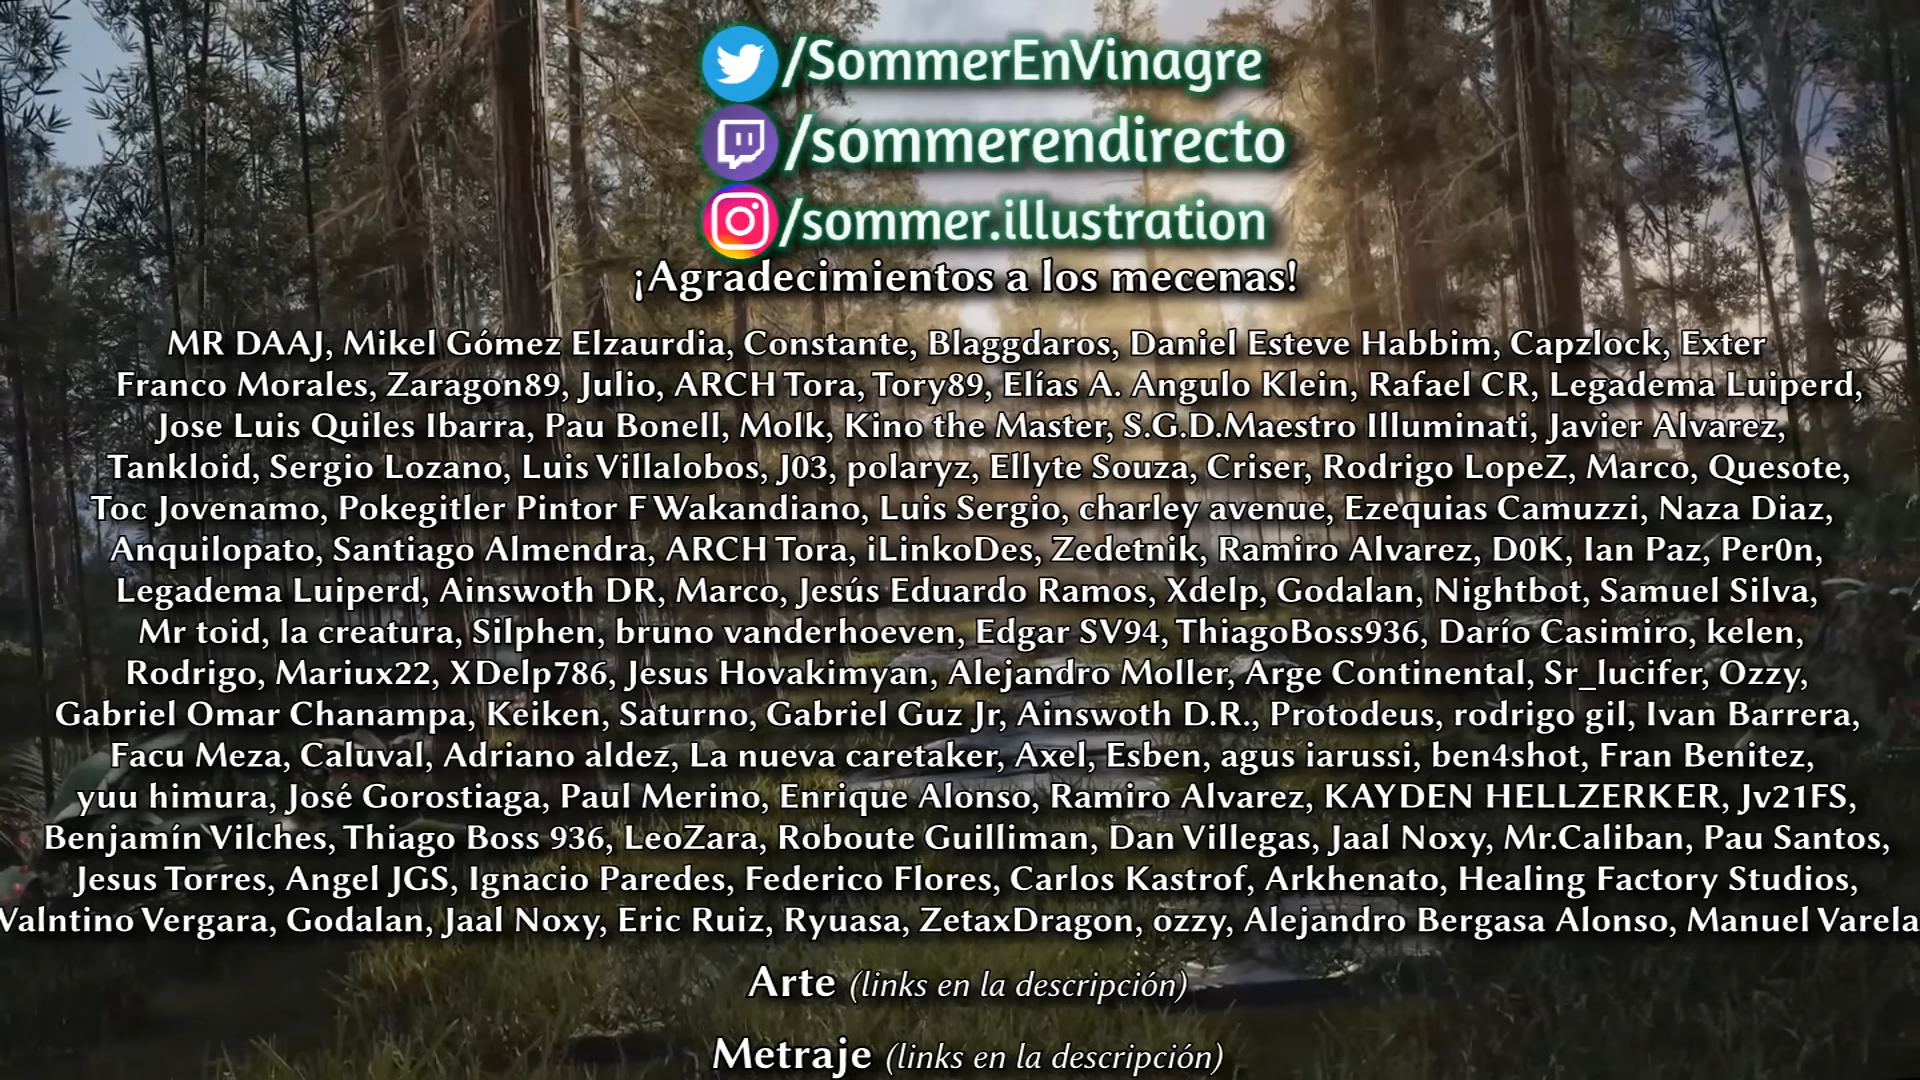 /SommerEnVinagre
/sommerendirecto
/sommer.illustration
¡Agradecimientos a los mecenas!
MR DAAJ, Mikel Gómez Elzaurdia, Constante, Blaggdaros, Daniel Esteve Habbim, Capzlock, Exter
Franco Morales, Zaragon89, Julio, ARCH Tora, Tory89, Elías A. Angulo Klein, Rafael CR, Legadema Luiperd,
Jose Luis Quiles Ibarra, Pau Bonell, Molk, Kino the Master, S.G.D.Maestro Illuminati, Javier Alvarez,
Tankloid, Sergio Lozano, Luis Villalobos, J03, polaryz, Ellyte Souza, Criser, Rodrigo LopeZ, Marco, Quesote,
Toc Jovenamo, Pokegitler Pintor F Wakandiano, Luis Sergio, charley avenue, Ezequias Camuzzi, Naza Diaz,
Anquilopato, Santiago Almendra, ARCH Tora, iLinkoDes, Zedetnik, Ramiro Alvarez, D0K, Ian Paz, Per0n,
Legadema Luiperd, Ainswoth DR, Marco, Jesús Eduardo Ramos, Xdelp, Godalan, Nightbot, Samuel Silva,
Mr toid, la creatura, Silphen, bruno vanderhoeven, Edgar SV94, ThiagoBoss936, Darío Casimiro, kelen,
Rodrigo, Mariux22, XDelp786, Jesus Hovakimyan, Alejandro Moller, Arge Continental, Sr_lucifer, Ozzy,
Gabriel Omar Chanampa, Keiken, Saturno, Gabriel Guz Jr, Ainswoth D.R., Protodeus, rodrigo gil, Ivan Barrera,
Facu Meza, Caluval, Adriano aldez, La nueva caretaker, Axel, Esben, agus iarussi, ben4shot, Fran Benitez,
yuu himura, José Gorostiaga, Paul Merino, Enrique Alonso, Ramiro Alvarez, KAYDEN HELLZERKER, Jv21FS,
Benjamín Vilches, Thiago Boss 936, LeoZara, Roboute Guilliman, Dan Villegas, Jaal Noxy, Mr.Caliban, Pau Santos,
Jesus Torres, Angel JGS, Ignacio Paredes, Federico Flores, Carlos Kastrof, Arkhenato, Healing Factory Studios,
Valntino Vergara, Godalan, Jaal Noxy, Eric Ruiz, Ryuasa, ZetaxDragon, ozzy, Alejandro Bergasa Alonso, Manuel Varela
Arte (links en la descripción)
Metraje (links en la descripción)